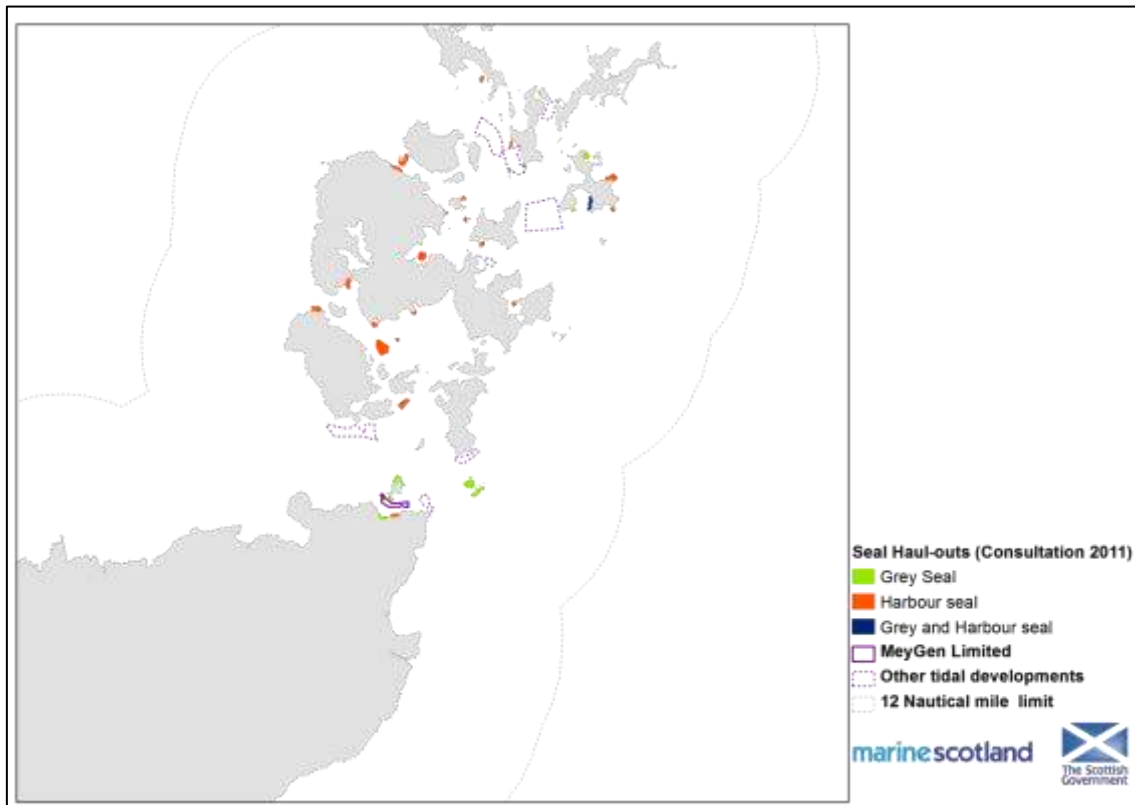 Seal Haul-outs (Consultation 2011)
Grey Seal
Harbour seal
Grey and Harbour seal
MeyGen Limited
Other tidal developments
12 Nautical mile limit
marinescotland
The Scottish
Government